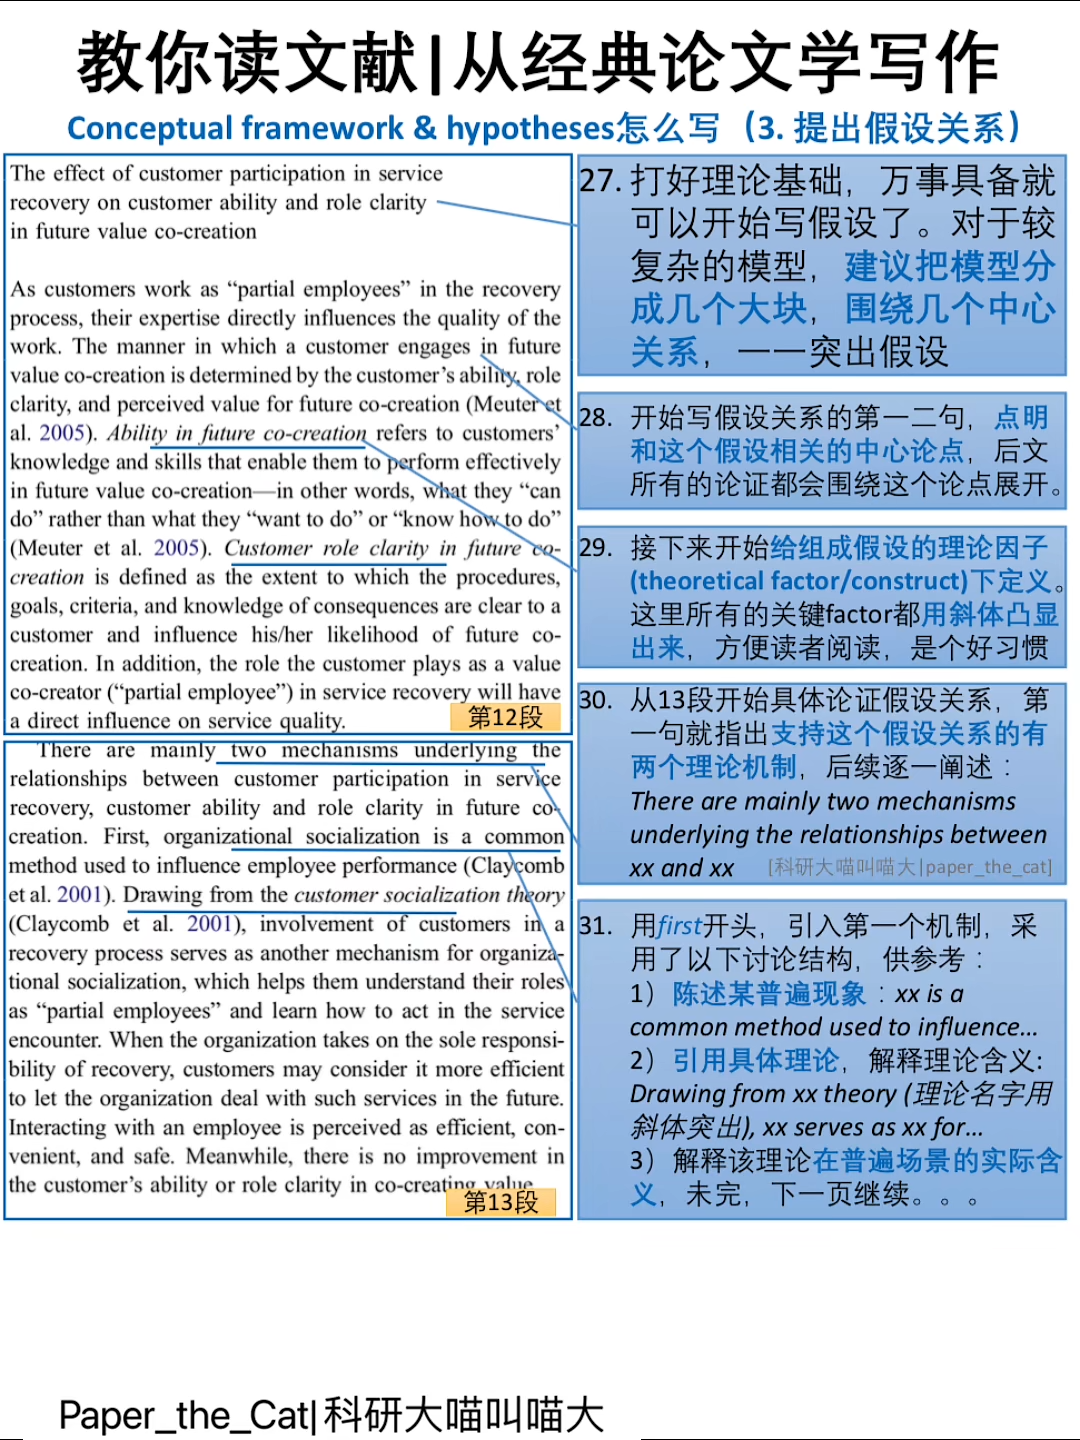 教你读文献|从经典论文学写作
Conceptual framework & hypotheses怎么写（3. 提出假设关系）
The effect of customer participation in service
recovery on customer ability and role clarity
in future value co-creation
As customers work as “partial employees” in the recovery
process, their expertise directly influences the quality of the
work. The manner in which a customer engages in future
value co-creation is determined by the customer’s ability, role
clarity, and perceived value for future co-creation (Meuter et
al. 2005). Ability in future co-creation refers to customers’
knowledge and skills that enable them to perform effectively
in future value co-creation—in other words, what they “can
do” rather than what they “want to do” or “know how to do”
(Meuter et al. 2005). Customer role clarity in future co-
creation is defined as the extent to which the procedures,
goals, criteria, and knowledge of consequences are clear to a
customer and influence his/her likelihood of future co-
creation. In addition, the role the customer plays as a value
co-creator (“partial employee”) in service recovery will have
a direct influence on service quality.
第12段
There are mainly two mechanisms underlying the
relationships between customer participation in service
recovery, customer ability and role clarity in future co-
creation. First, organizational socialization is a common
method used to influence employee performance (Claycomb
et al. 2001). Drawing from the customer socialization theory
(Claycomb et al. 2001), involvement of customers in a
recovery process serves as another mechanism for organiza-
tional socialization, which helps them understand their roles
as “partial employees” and learn how to act in the service
encounter. When the organization takes on the sole responsi-
bility of recovery, customers may consider it more efficient
to let the organization deal with such services in the future.
Interacting with an employee is perceived as efficient, con-
venient, and safe. Meanwhile, there is no improvement in
the customer’s ability or role clarity in co-creating value
第13段
27. 打好理论基础，万事具备就
可以开始写假设了。对于较
复杂的模型，建议把模型分
成几个大块，围绕几个中心
关系，——突出假设
28. 开始写假设关系的第一二句，点明
和这个假设相关的中心论点，后文
所有的论证都会围绕这个论点展开。
29. 接下来开始给组成假设的理论因子
(theoretical factor/construct)下定义。
这里所有的关键factor都用斜体凸显
出来，方便读者阅读，是个好习惯
30. 从13段开始具体论证假设关系，第
一句就指出支持这个假设关系的有
两个理论机制，后续逐一阐述：
There are mainly two mechanisms
underlying the relationships between
xx and xx [科研大喵叫喵大|paper_the_cat]
31. 用first开头，引入第一个机制，采
用了以下讨论结构，供参考：
1）陈述某普遍现象：xx is a
common method used to influence…
2）引用具体理论，解释理论含义:
Drawing from xx theory (理论名字用
斜体突出), xx serves as xx for…
3）解释该理论在普遍场景的实际含
义，未完，下一页继续。。。
Paper_the_Cat|科研大喵叫喵大